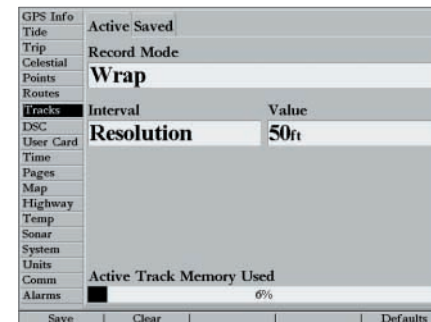 GPS Info
Tide
Trip
Celestial
Points
Routes
Tracks
DSC
User Card
Time
Pages
Map
Highway
Temp
Sonar
System
Units
Comm
Alarms
Active Saved
Record Mode
Wrap
Interval Value
Resolution 50ft
Active Track Memory Used
6%
Save Clear Defaults